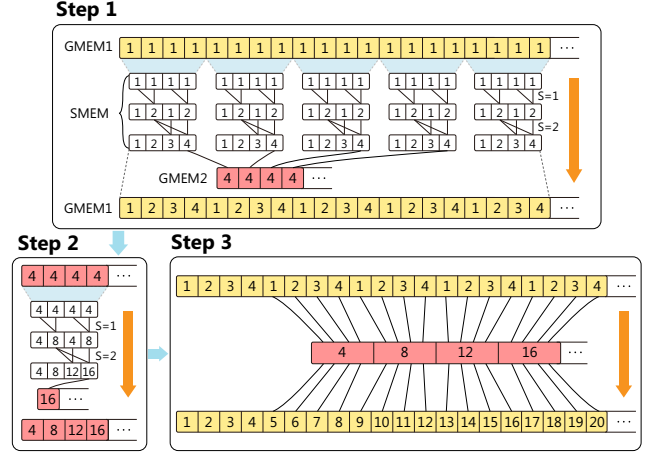 Step 1
GMEM1 1 1 1 1 1 1 1 1 1 1 1 1 1 1 1 1 1 1 1 1 ...
1 1 1 1 1 1 1 1 1 1 1 1 1 1 1 1 1 1 1 1
S=1
SMEM 1 2 1 2 1 2 1 2 1 2 1 2 1 2 1 2 1 2 1 2
S=2
1 2 3 4 1 2 3 4 1 2 3 4 1 2 3 4 1 2 3 4
GMEM2 4 4 4 4 ...
GMEM1 1 2 3 4 1 2 3 4 1 2 3 4 1 2 3 4 1 2 3 4 ...
Step 2
4 4 4 4 ...
4 4 4 4
S=1
4 8 4 8
S=2
4 8 12 16
16 ...
4 8 12 16 ...
Step 3
1 2 3 4 1 2 3 4 1 2 3 4 1 2 3 4 1 2 3 4 ...
4 8 12 16 ...
1 2 3 4 5 6 7 8 9 10 11 12 13 14 15 16 17 18 19 20 ...